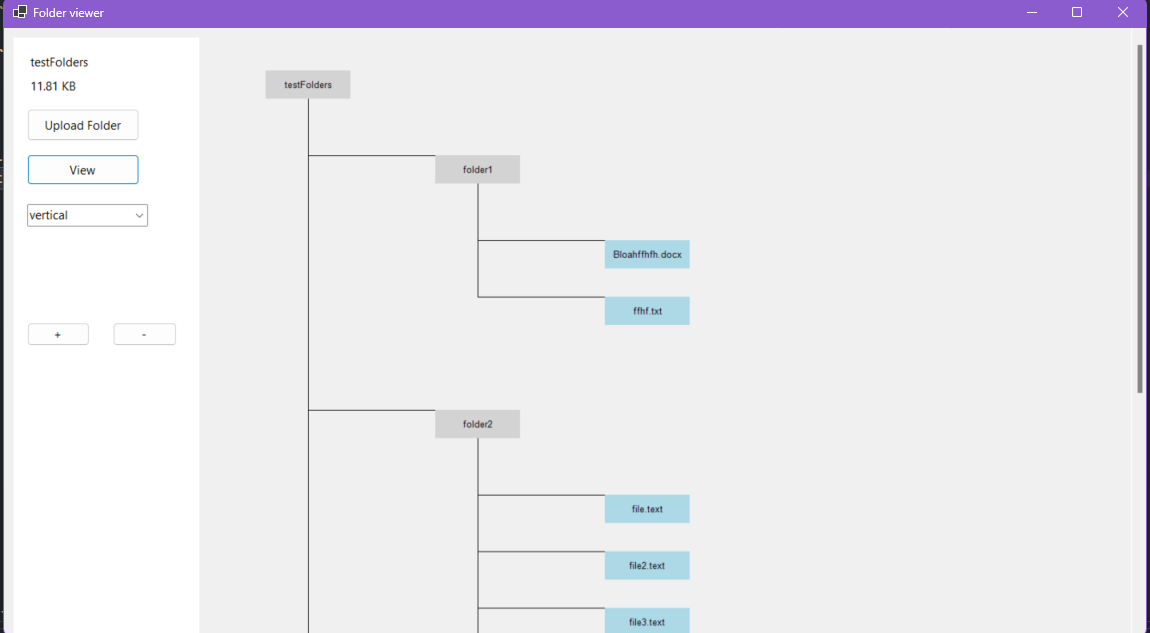 Folder viewer
testFolders
11.81 KB
Upload Folder
View
vertical
+
-
testFolders
folder1
Bloahffhfh.docx
ffhf.txt
folder2
file.text
file2.text
file3.text